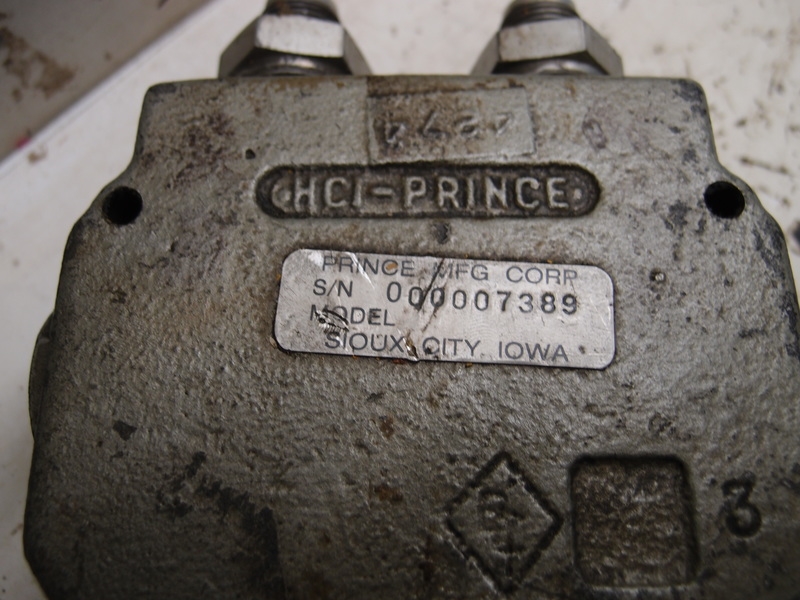 HCI-PRINCE
PRINCE MFG CORP
S/N 000007389
MODEL
SIOUX CITY, IOWA
3